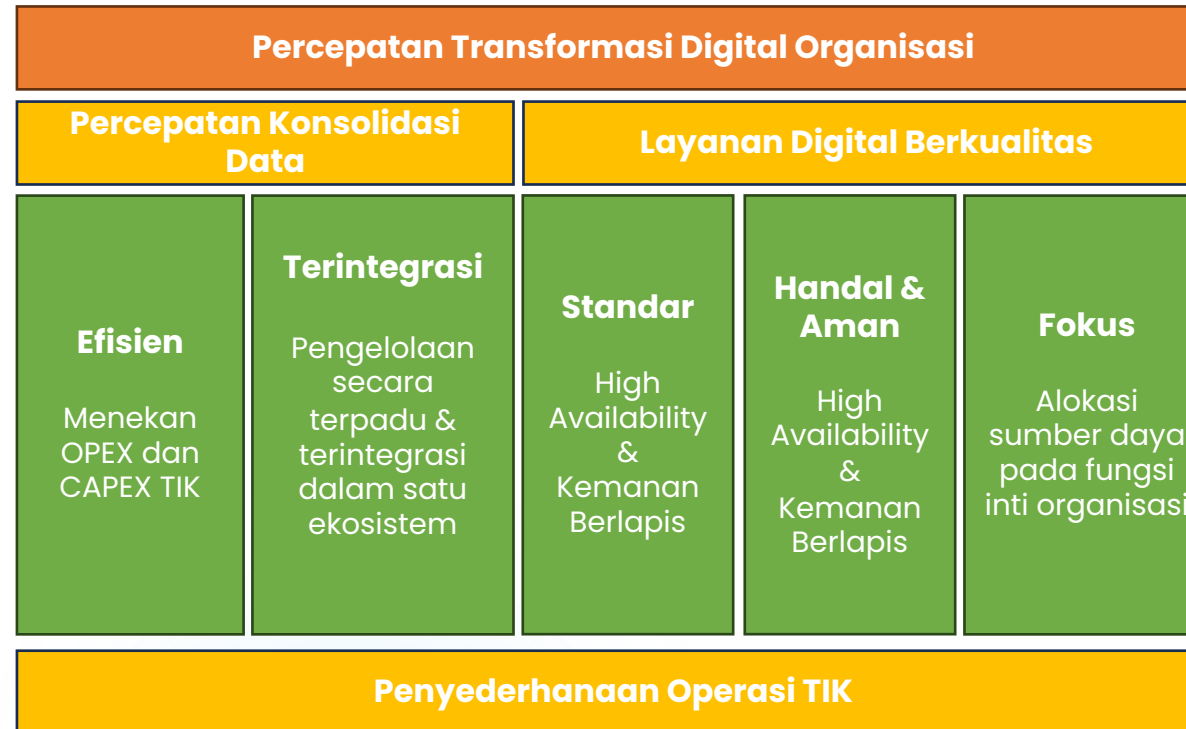 Percepatan Transformasi Digital Organisasi
Percepatan Konsolidasi
Data
Layanan Digital Berkualitas
Efisien
Menekan
OPEX dan
CAPEX TIK
Terintegrasi
Pengelolaan
secara
terpadu &
terintegrasi
dalam satu
ekosistem
Standar
High
Availability
&
Kemanan
Berlapis
Handal &
Aman
High
Availability
&
Kemanan
Berlapis
Fokus
Alokasi
sumber daya
pada fungsi
inti organisasi
Penyederhanaan Operasi TIK